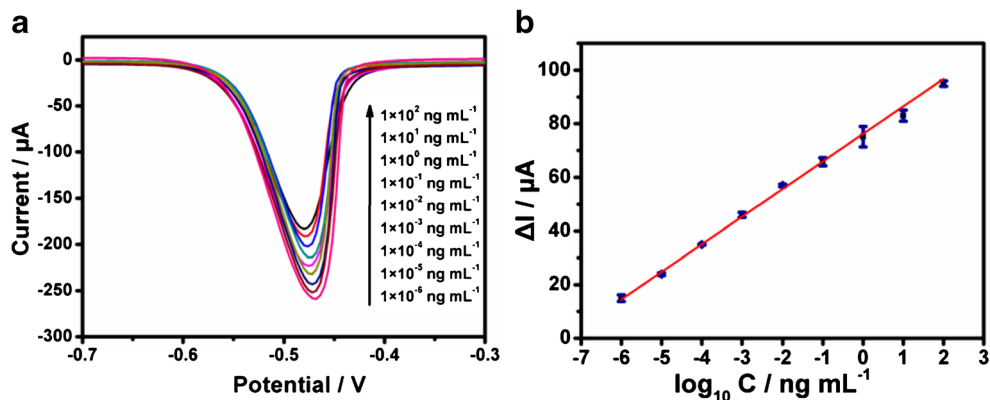 a
0
-50
-100
-150
-200
-250
-300
Current / µA
-0.7
-0.6
-0.5
-0.4
-0.3
Potential / V
1×10² ng mL⁻¹
1×10¹ ng mL⁻¹
1×10⁰ ng mL⁻¹
1×10⁻¹ ng mL⁻¹
1×10⁻² ng mL⁻¹
1×10⁻³ ng mL⁻¹
1×10⁻⁴ ng mL⁻¹
1×10⁻⁵ ng mL⁻¹
1×10⁻⁶ ng mL⁻¹
b
100
80
60
40
20
0
ΔI / µA
-7
-6
-5
-4
-3
-2
-1
0
1
2
3
log₁₀ C / ng mL⁻¹